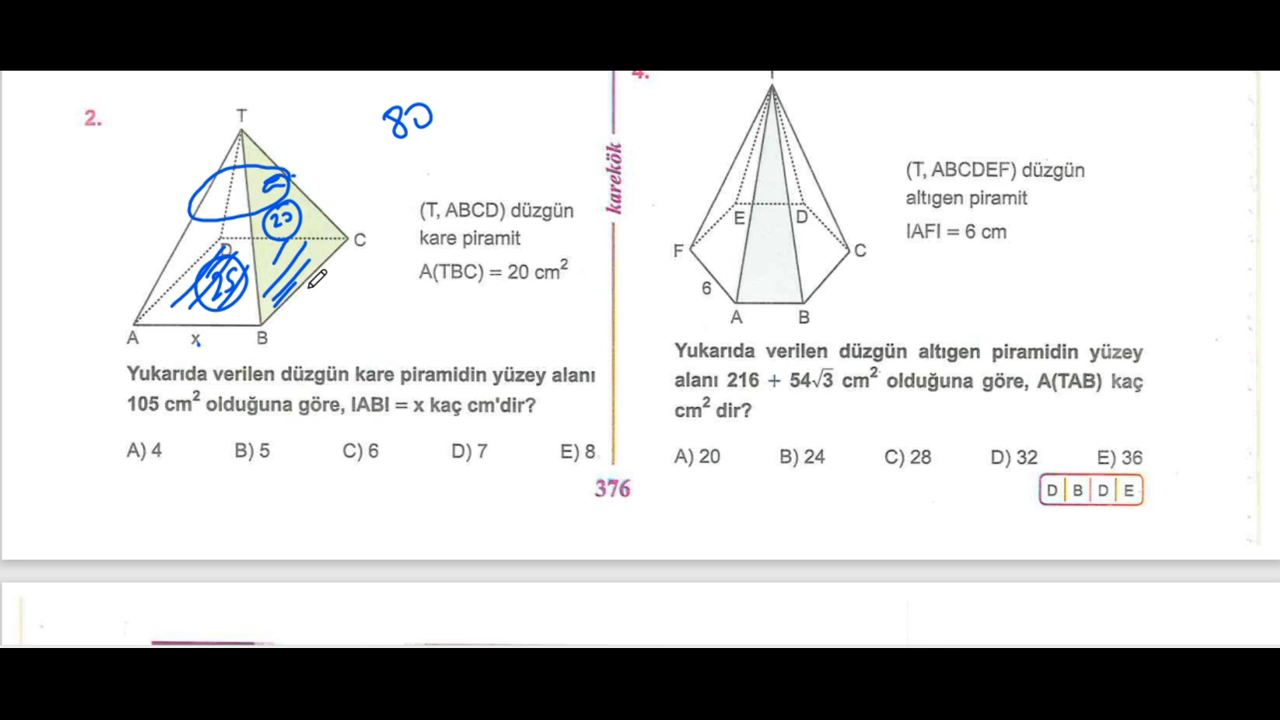 2.
T
80
20
25
C
A
x
B
(T, ABCD) düzgün
kare piramit
A(TBC) = 20 cm²
Yukarıda verilen düzgün kare piramidin yüzey alanı
105 cm² olduğuna göre, IABI = x kaç cm'dir?
A) 4 B) 5 C) 6 D) 7 E) 8
karekök
376
4.
E
D
F
C
6
A
B
(T, ABCDEF) düzgün
altıgen piramit
IAFI = 6 cm
Yukarıda verilen düzgün altıgen piramidin yüzey
alanı 216 + 54√3 cm² olduğuna göre, A(TAB) kaç
cm² dir?
A) 20 B) 24 C) 28 D) 32 E) 36
D B D E